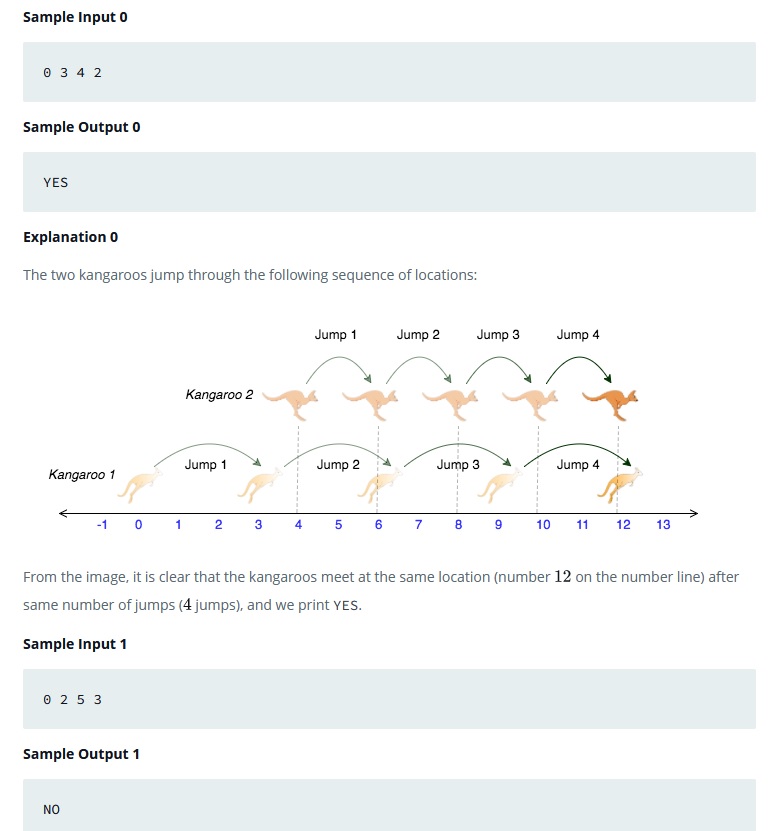 Sample Input 0
0 3 4 2
Sample Output 0
YES
Explanation 0
The two kangaroos jump through the following sequence of locations:
Jump 1 Jump 2 Jump 3 Jump 4
Kangaroo 2
Jump 1 Jump 2 Jump 3 Jump 4
Kangaroo 1
-1 0 1 2 3 4 5 6 7 8 9 10 11 12 13
From the image, it is clear that the kangaroos meet at the same location (number 12 on the number line) after
same number of jumps (4 jumps), and we print YES.
Sample Input 1
0 2 5 3
Sample Output 1
NO